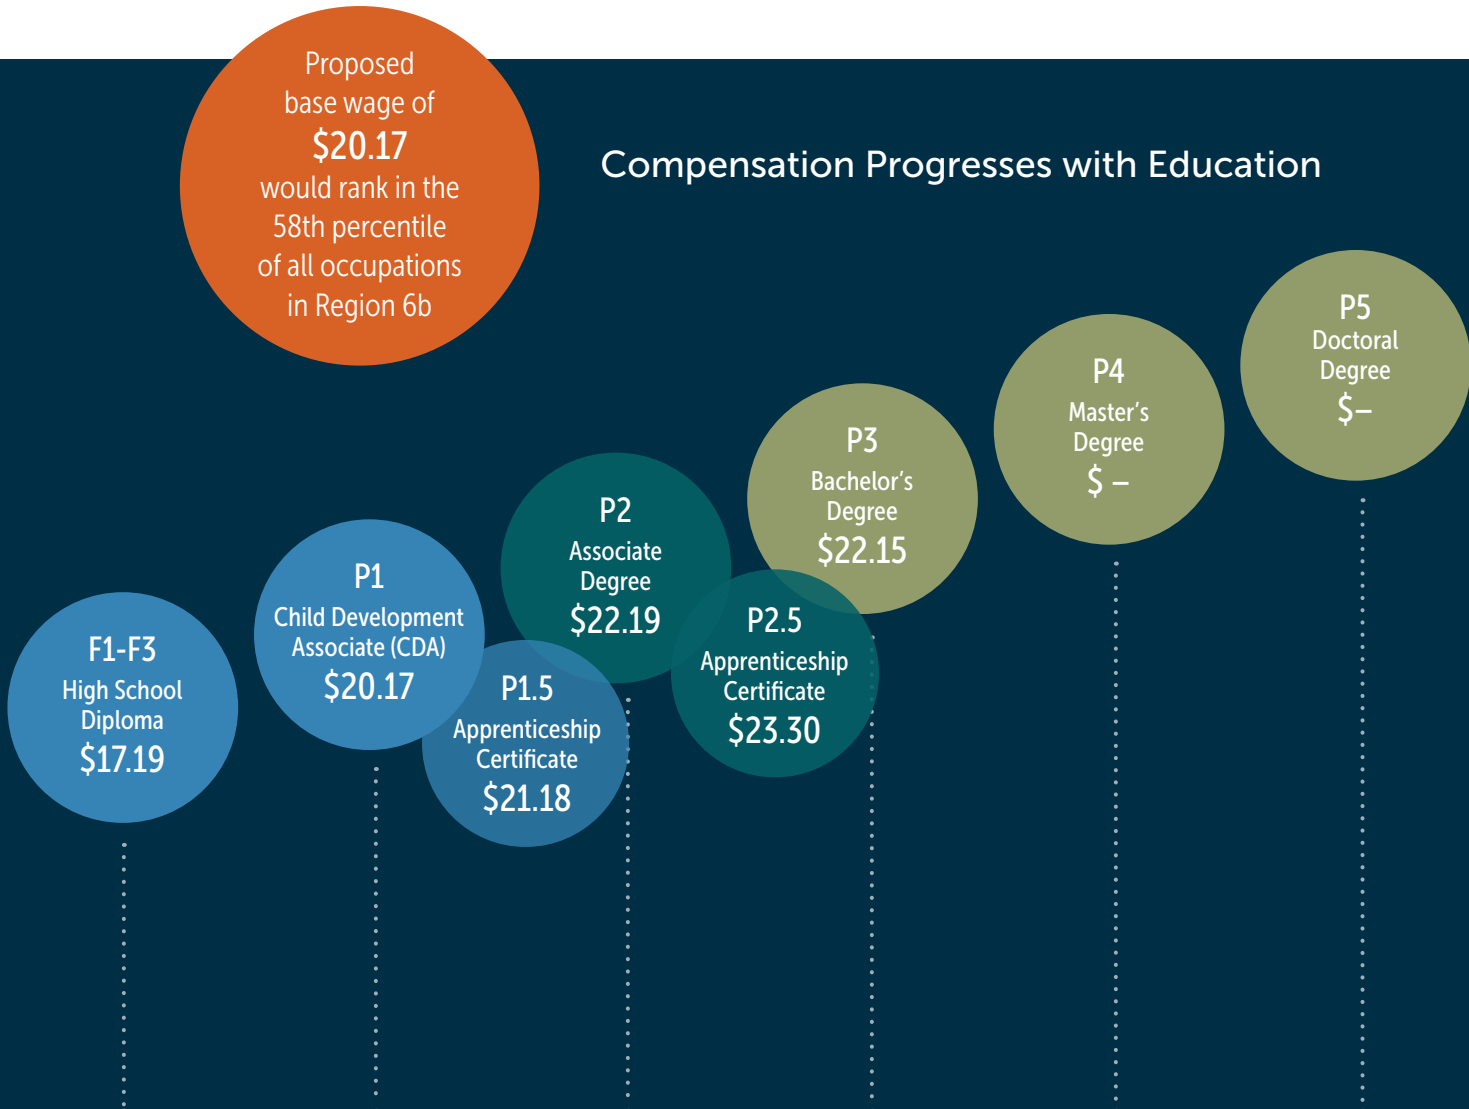 Proposed
base wage of
$20.17
would rank in the
58th percentile
of all occupations
in Region 6b
Compensation Progresses with Education
F1-F3
High School
Diploma
$17.19
P1
Child Development
Associate (CDA)
$20.17
P1.5
Apprenticeship
Certificate
$21.18
P2
Associate
Degree
$22.19
P2.5
Apprenticeship
Certificate
$23.30
P3
Bachelor's
Degree
$22.15
P4
Master's
Degree
$ –
P5
Doctoral
Degree
$–